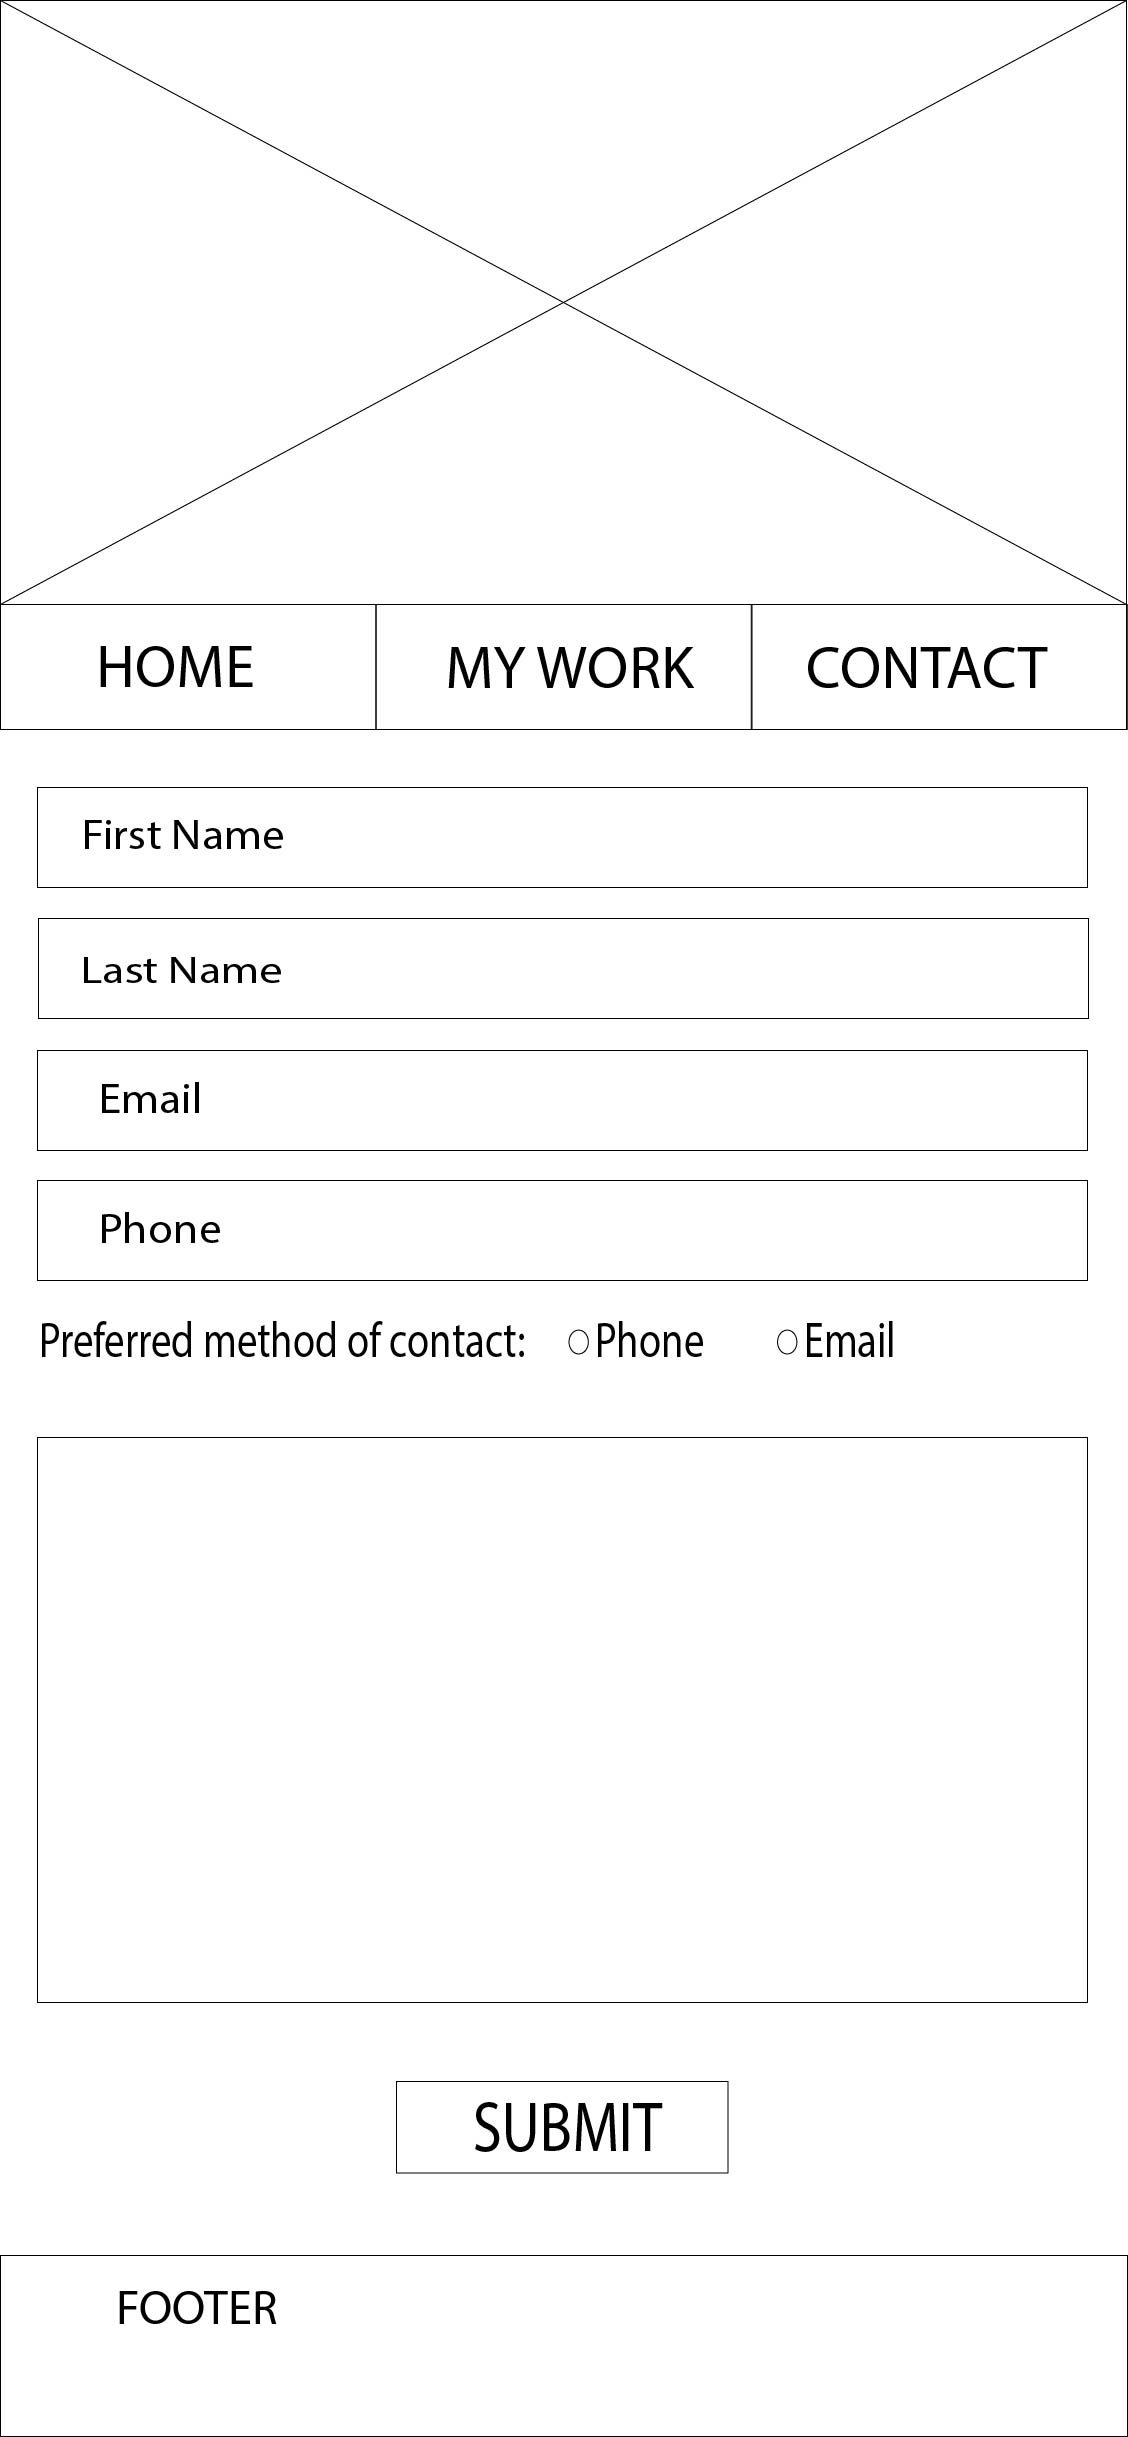 HOME MY WORK CONTACT
First Name
Last Name
Email
Phone
Preferred method of contact: Phone Email
SUBMIT
FOOTER